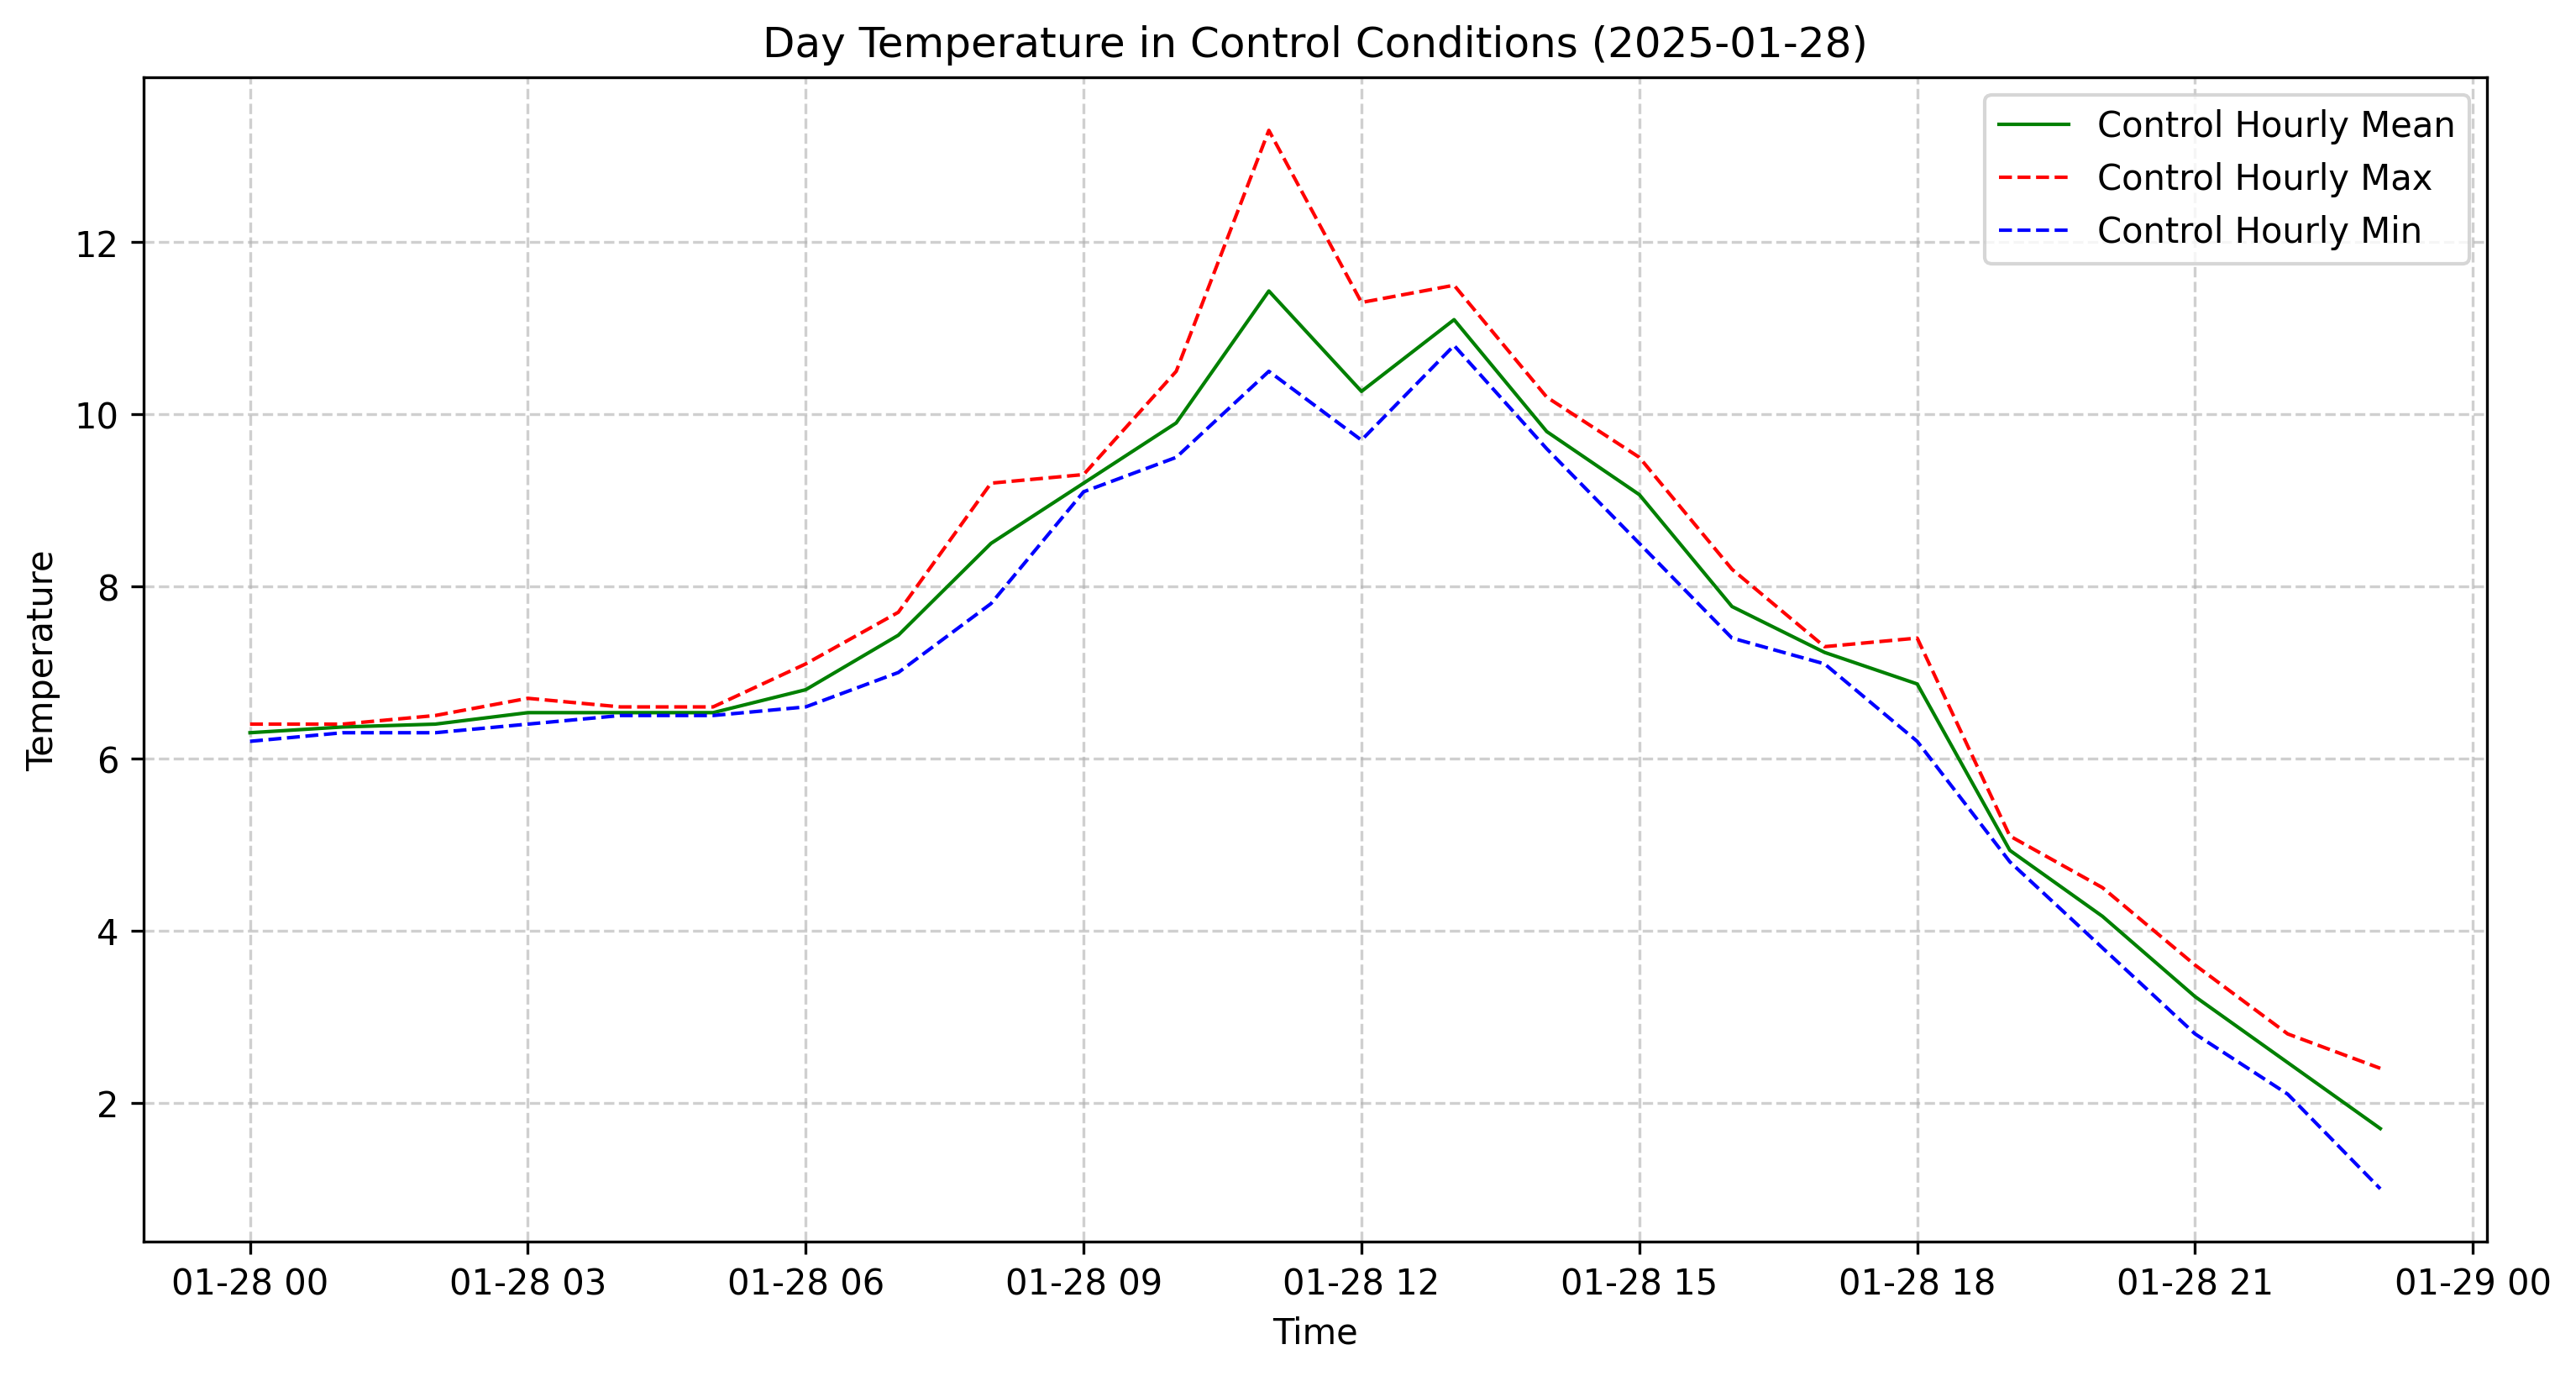 Day Temperature in Control Conditions (2025-01-28)
Control Hourly Mean
Control Hourly Max
Control Hourly Min
Temperature
12
10
8
6
4
2
01-28 00 01-28 03 01-28 06 01-28 09 01-28 12 01-28 15 01-28 18 01-28 21 01-29 00
Time